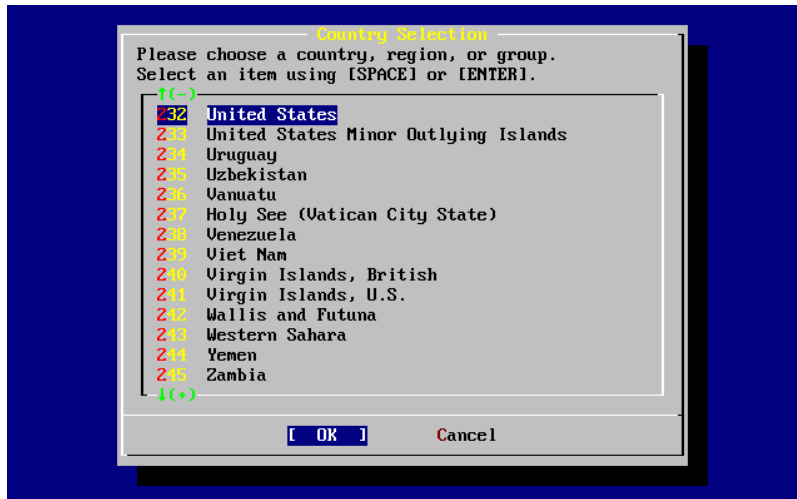 Country Selection
Please choose a country, region, or group.
Select an item using [SPACE] or [ENTER].
↑(-)
232 United States
233 United States Minor Outlying Islands
234 Uruguay
235 Uzbekistan
236 Vanuatu
237 Holy See (Vatican City State)
238 Venezuela
239 Viet Nam
240 Virgin Islands, British
241 Virgin Islands, U.S.
242 Wallis and Futuna
243 Western Sahara
244 Yemen
245 Zambia
↓(+)
[ OK ] Cancel